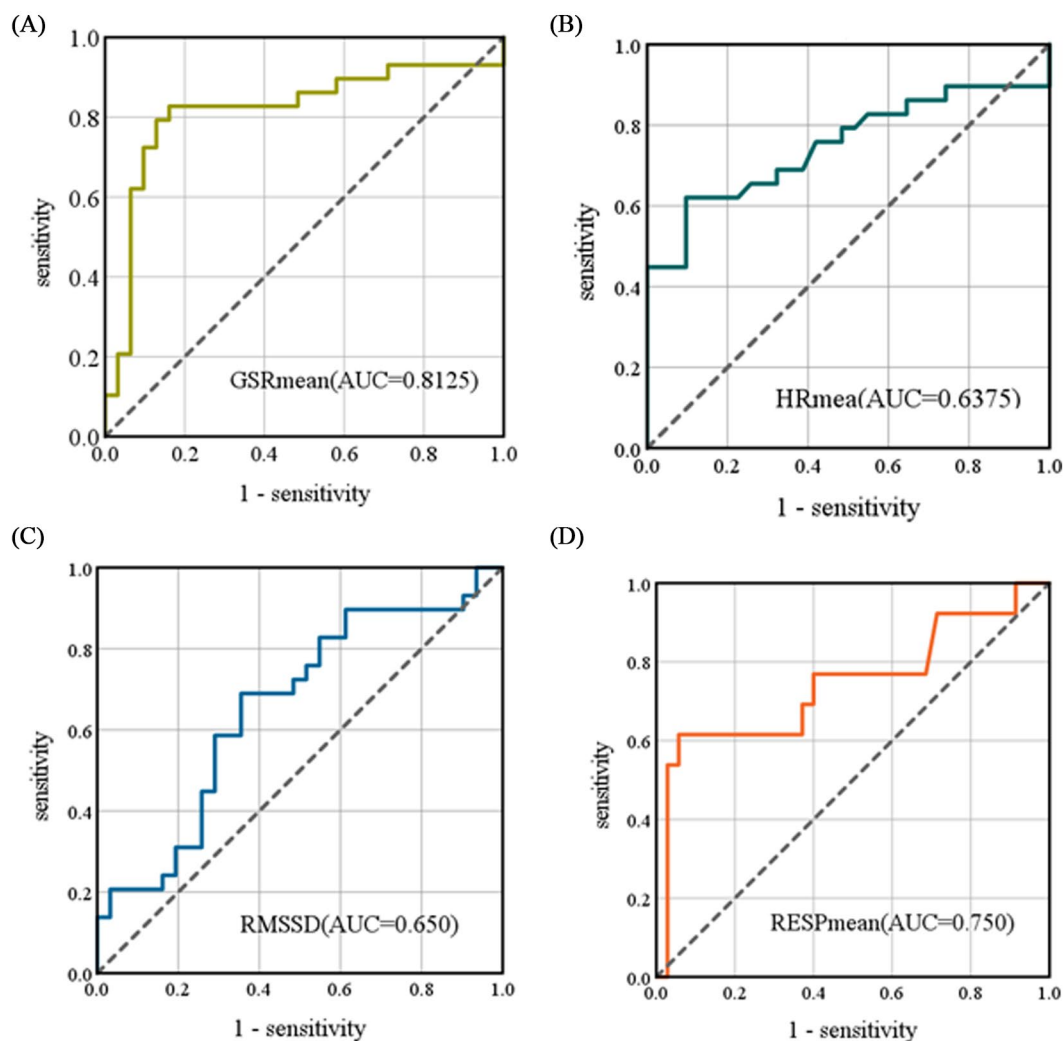 (A)
1.0
0.8
0.6
0.4
0.2
0.0
sensitivity
GSRmean(AUC=0.8125)
0.0 0.2 0.4 0.6 0.8 1.0
1 - sensitivity
(B)
1.0
0.8
0.6
0.4
0.2
0.0
sensitivity
HRmea(AUC=0.6375)
0.0 0.2 0.4 0.6 0.8 1.0
1 - sensitivity
(C)
1.0
0.8
0.6
0.4
0.2
0.0
sensitivity
RMSSD(AUC=0.650)
0.0 0.2 0.4 0.6 0.8 1.0
1 - sensitivity
(D)
1.0
0.8
0.6
0.4
0.2
0.0
sensitivity
RESPmean(AUC=0.750)
0.0 0.2 0.4 0.6 0.8 1.0
1 - sensitivity